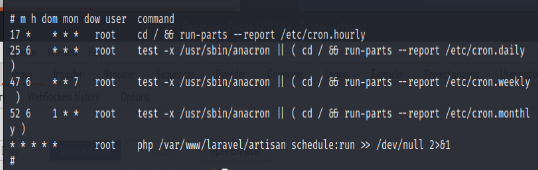 # m h dom mon dow user  command
17 *    * * *   root    cd / && run-parts --report /etc/cron.hourly
25 6    * * *   root    test -x /usr/sbin/anacron || ( cd / && run-parts --report /etc/cron.daily
)
47 6    * * 7   root    test -x /usr/sbin/anacron || ( cd / && run-parts --report /etc/cron.weekly
 )
52 6    1 * *   root    test -x /usr/sbin/anacron || ( cd / && run-parts --report /etc/cron.monthl
y )
* * * * *       root    php /var/www/laravel/artisan schedule:run >> /dev/null 2>&1
#